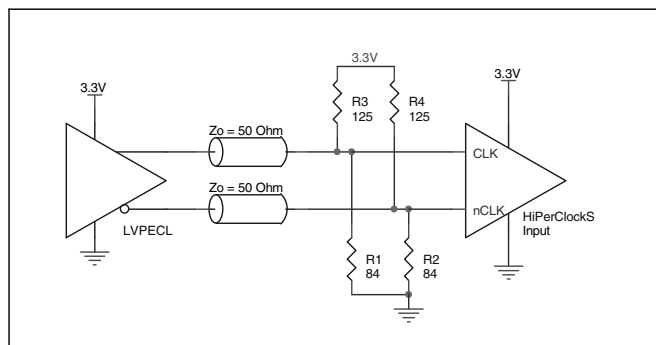 3.3V
3.3V
3.3V
R3
125
R4
125
Zo = 50 Ohm
CLK
Zo = 50 Ohm
nCLK
LVPECL
HiPerClockS
Input
R1
84
R2
84